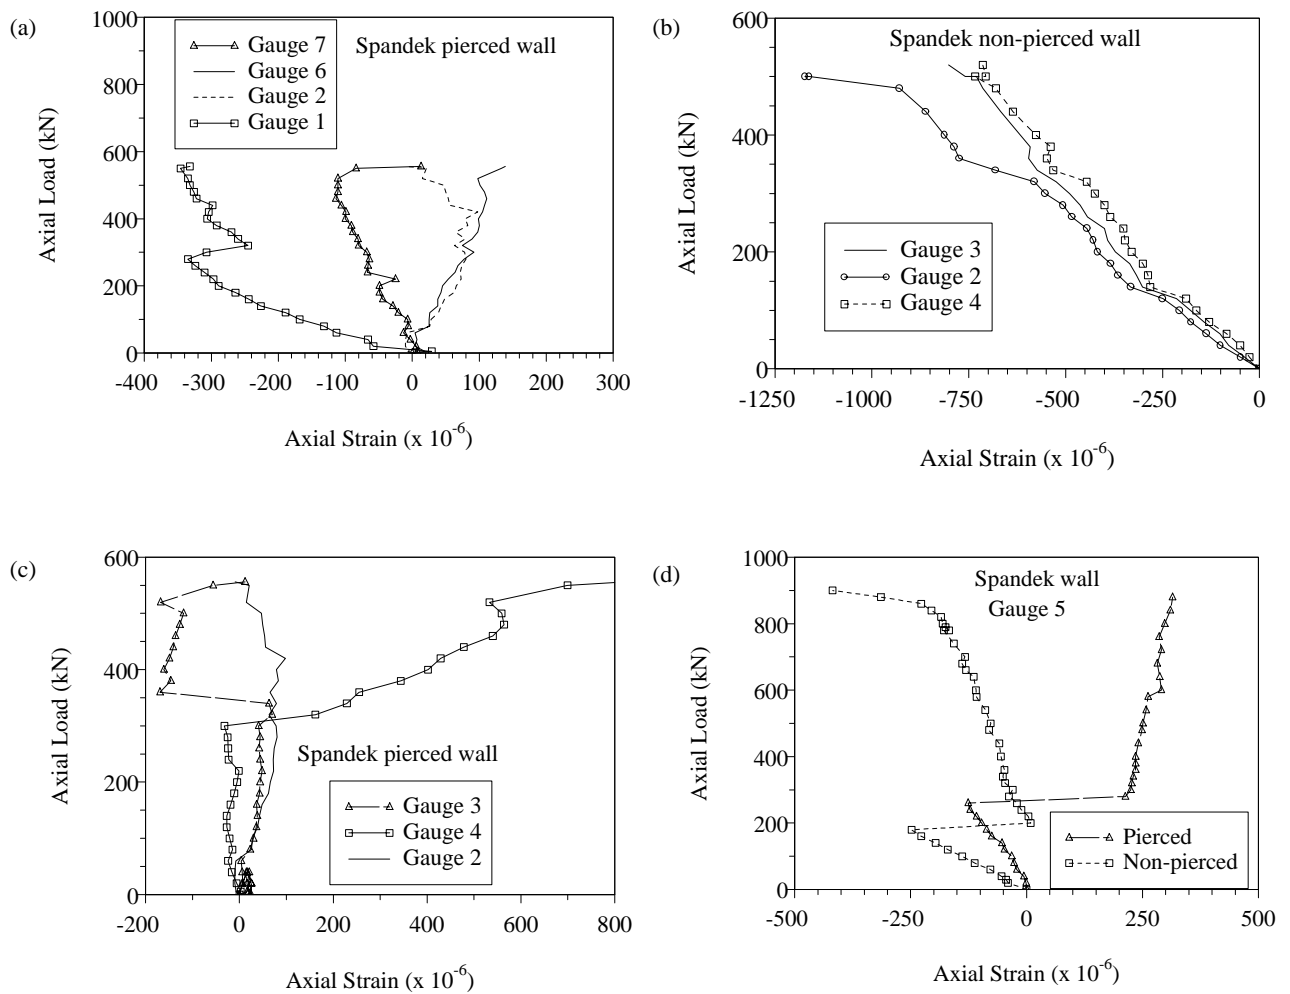 (a)
Axial Load (kN)
1000
800
600
400
200
0
Gauge 7
Gauge 6
Gauge 2
Gauge 1
Spandek pierced wall
-400 -300 -200 -100 0 100 200 300
Axial Strain (x 10-6)
(b)
Axial Load (kN)
600
400
200
0
Spandek non-pierced wall
Gauge 3
Gauge 2
Gauge 4
-1250 -1000 -750 -500 -250 0
Axial Strain (x 10-6)
(c)
Axial Load (kN)
600
400
200
0
Spandek pierced wall
Gauge 3
Gauge 4
Gauge 2
-200 0 200 400 600 800
Axial Strain (x 10-6)
(d)
Axial Load (kN)
1000
800
600
400
200
0
Spandek wall
Gauge 5
Pierced
Non-pierced
-500 -250 0 250 500
Axial Strain (x 10-6)